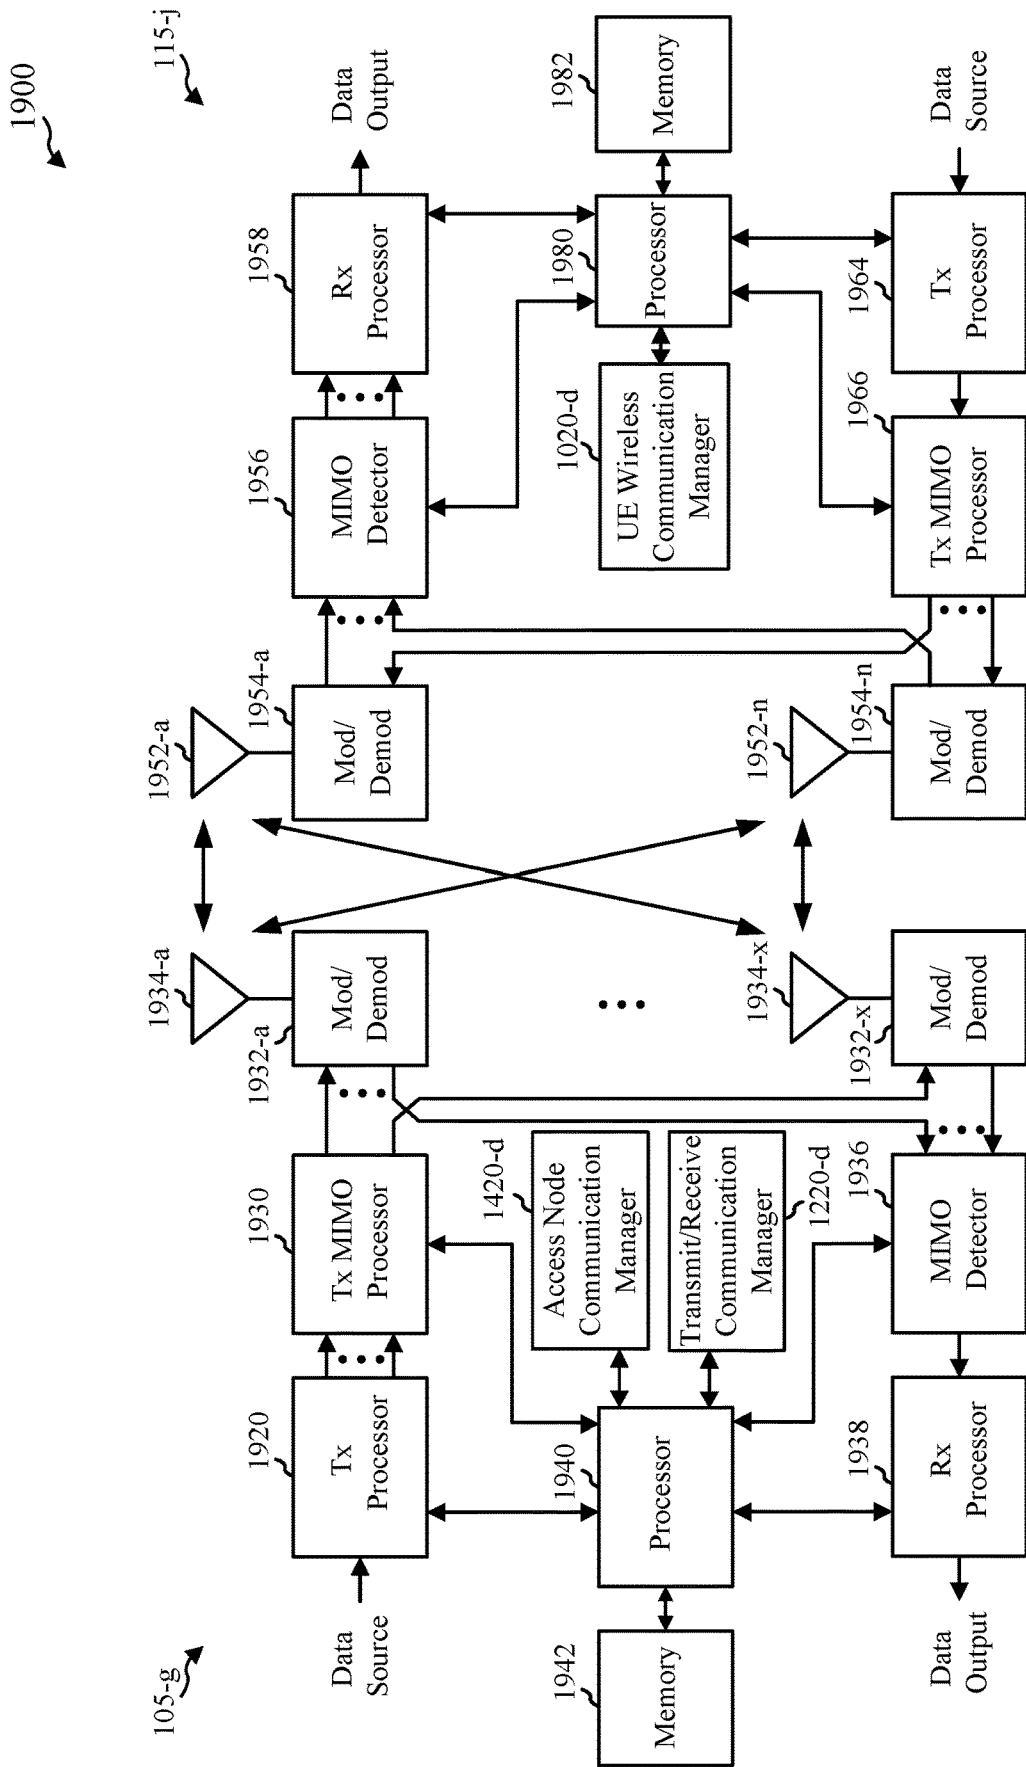 1900
105-g
115-j
1934-a
1952-a
1920
1930
1932-a
1954-a
1956
1958
Data
Source
Tx
Processor
Tx MIMO
Processor
Mod/
Demod
Mod/
Demod
MIMO
Detector
Rx
Processor
Data
Output
1942
1940
1420-d
1020-d
1980
1982
Memory
Processor
Access Node
Communication
Manager
Transmit/Receive
Communication
Manager
1220-d
UE Wireless
Communication
Manager
Processor
Memory
1934-x
1952-n
1938
1936
1932-x
1954-n
1966
1964
Data
Output
Rx
Processor
MIMO
Detector
Mod/
Demod
Mod/
Demod
Tx MIMO
Processor
Tx
Processor
Data
Source